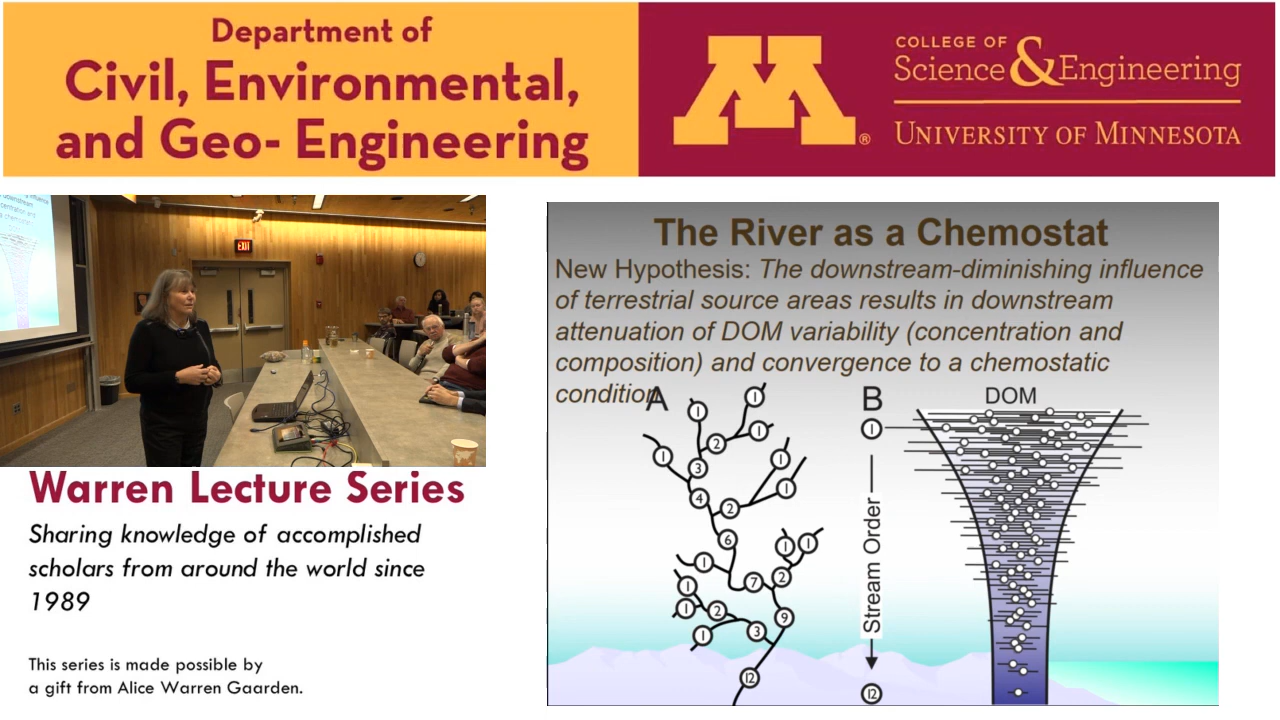 Department of
Civil, Environmental,
and Geo- Engineering
M®
COLLEGE OF
Science & Engineering
UNIVERSITY OF MINNESOTA
EXIT
Warren Lecture Series
Sharing knowledge of accomplished
scholars from around the world since
1989
This series is made possible by
a gift from Alice Warren Gaarden.
The River as a Chemostat
New Hypothesis: The downstream-diminishing influence
of terrestrial source areas results in downstream
attenuation of DOM variability (concentration and
composition) and convergence to a chemostatic
condition
A
1
1
2
1
1
3
1
4
1
2
1
6
1
1
1
7
2
1
1
2
9
1
3
12
B
1
Stream Order
12
DOM